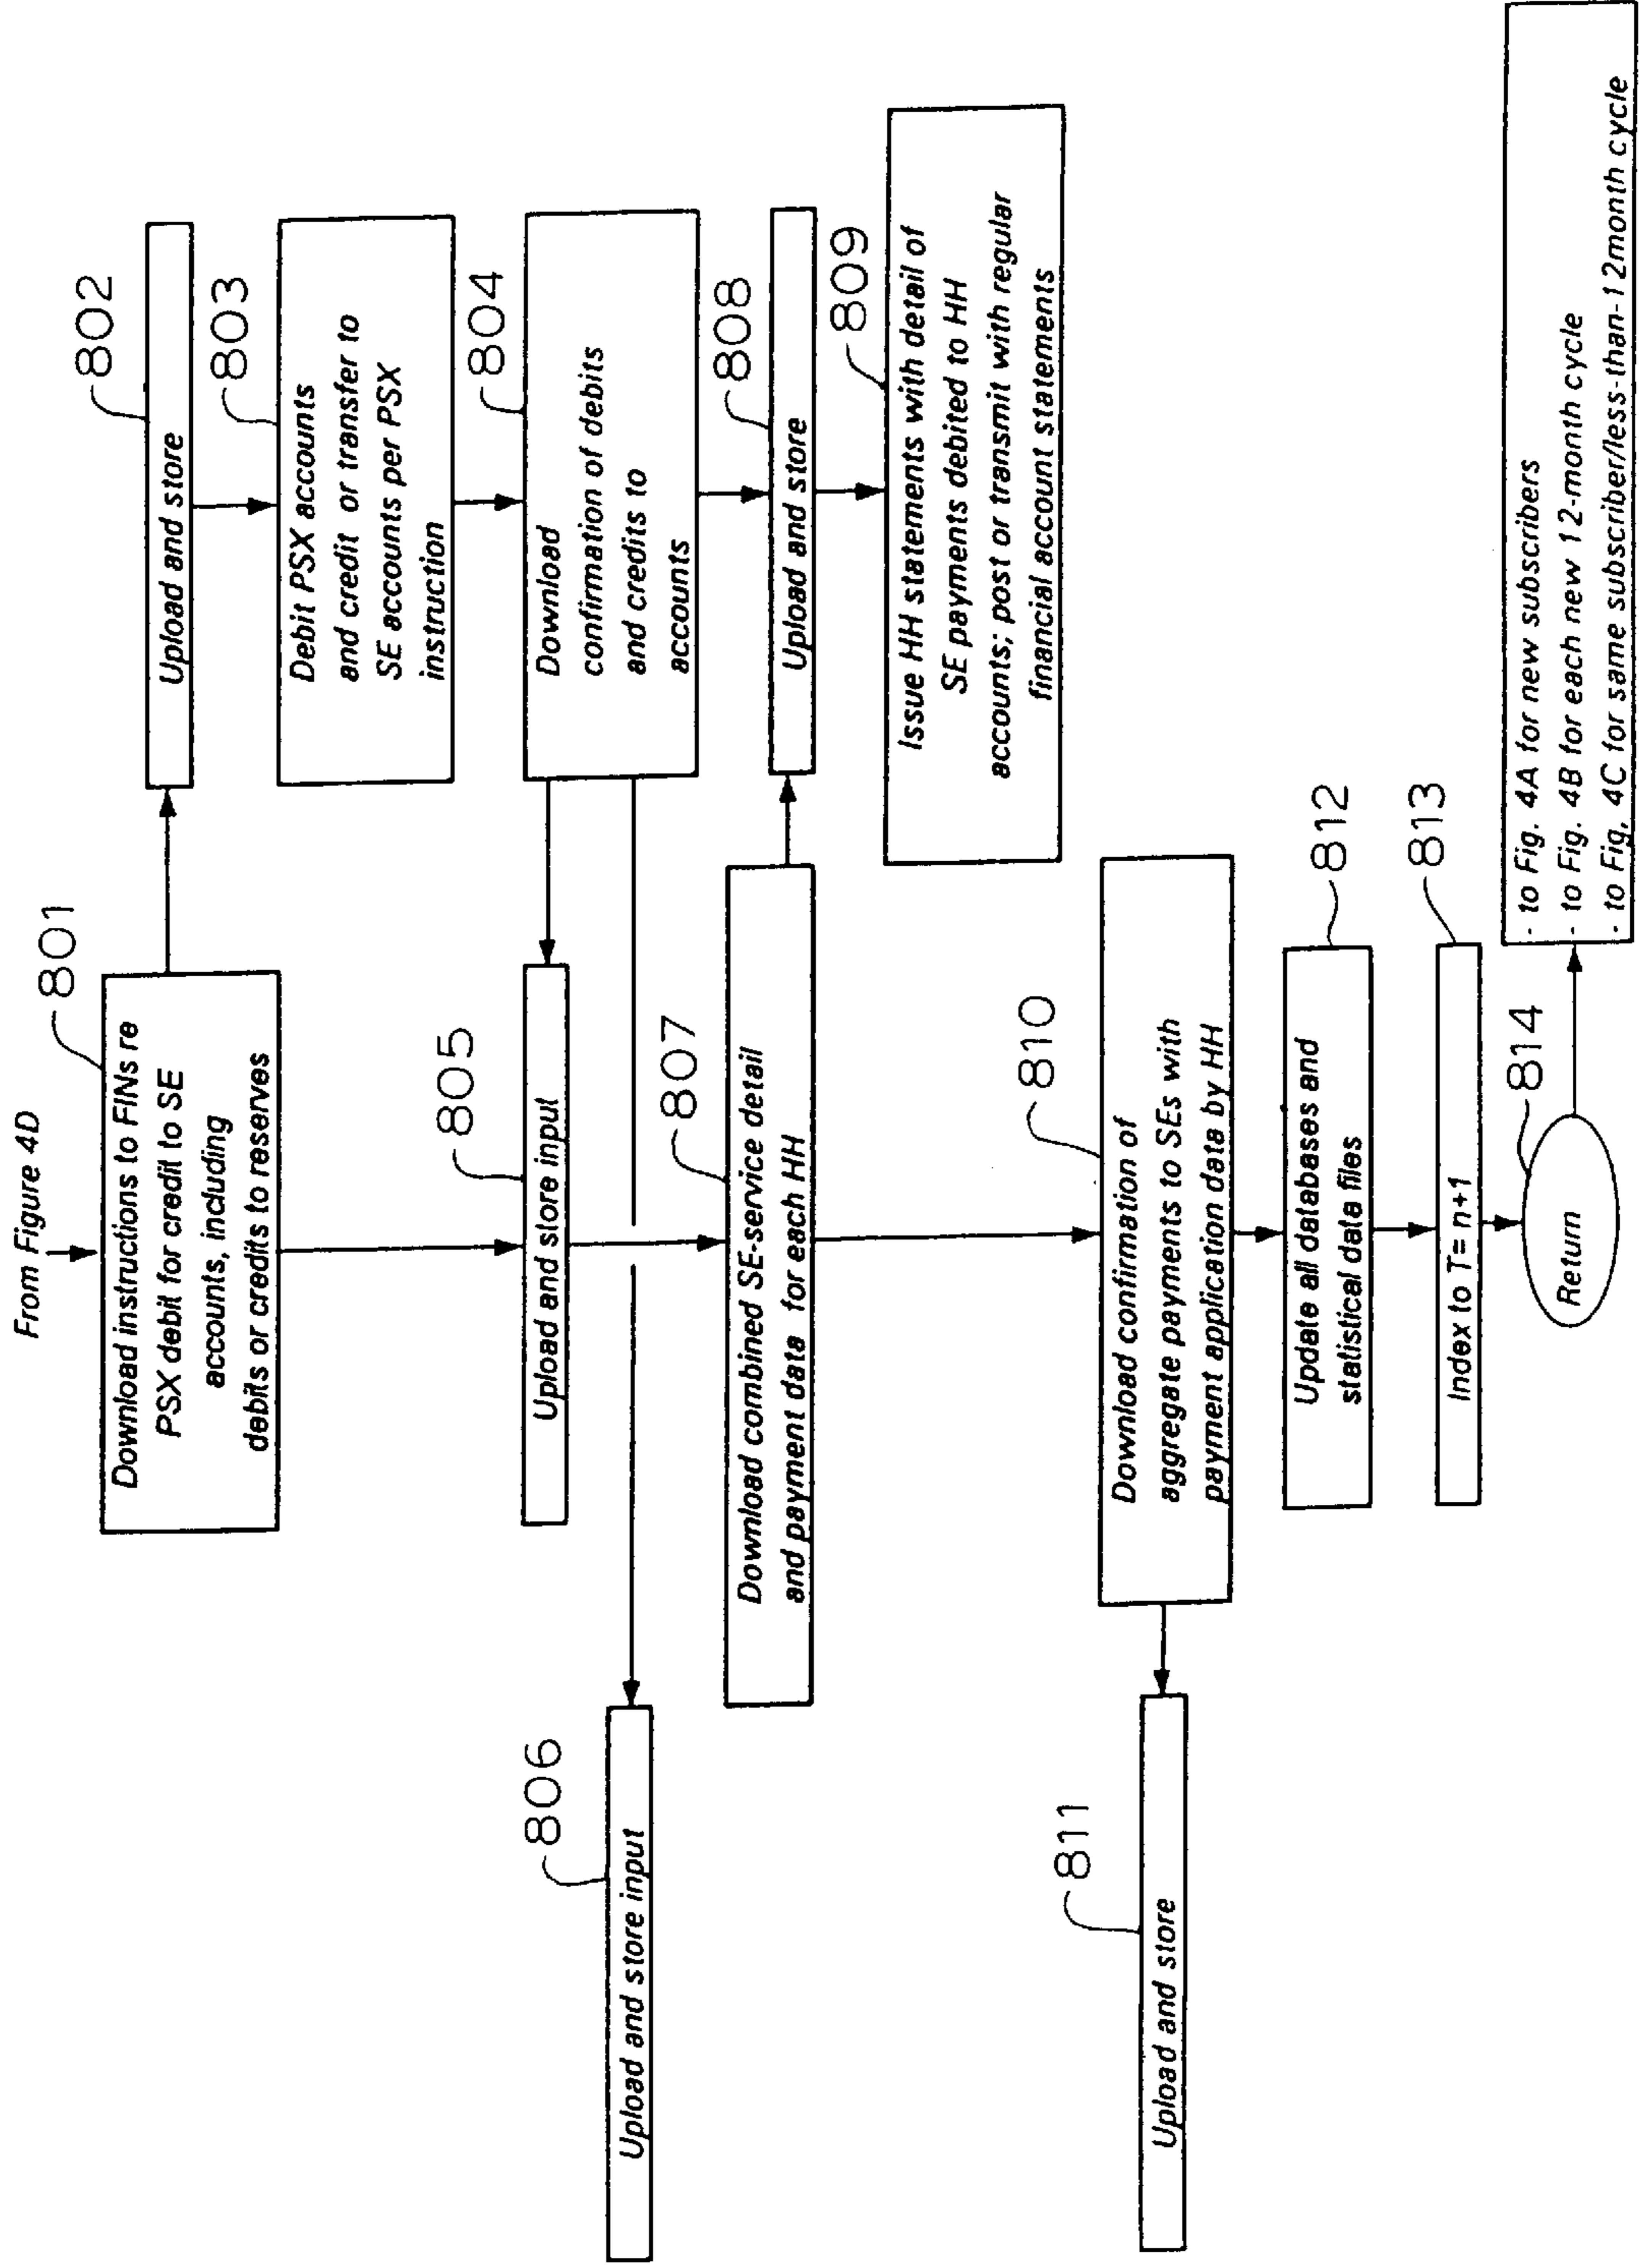 From Figure 4D
801
Download instructions to FINs re
PSX debit for credit to SE
accounts, including
debits or credits to reserves
802
Upload and store
803
Debit PSX accounts
and credit or transfer to
SE accounts per PSX
instruction
804
Download
confirmation of debits
and credits to
accounts
805
Upload and store input
806
Upload and store input
807
Download combined SE-service detail
and payment data for each HH
808
Upload and store
809
Issue HH statements with detail of
SE payments debited to HH
accounts; post or transmit with regular
financial account statements
810
Download confirmation of
aggregate payments to SEs with
payment application data by HH
811
Upload and store
812
Update all databases and
statistical data files
813
Index to T= n+1
814
Return
- to Fig. 4A for new subscribers
- to Fig. 4B for each new 12-month cycle
- to Fig. 4C for same subscriber/less-than-12month cycle